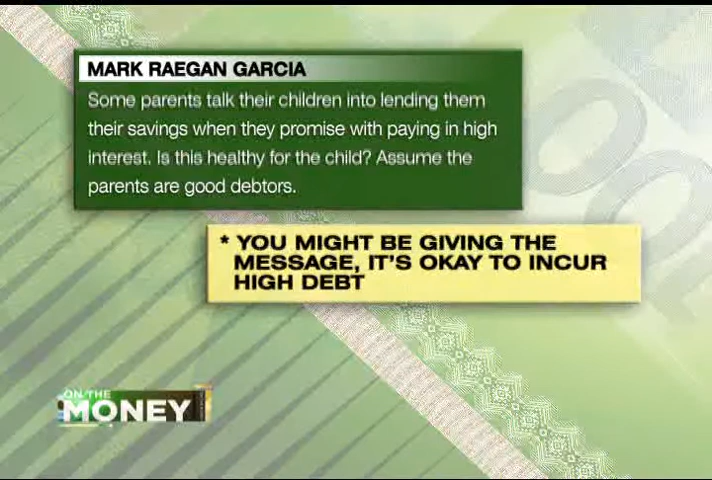 MARK RAEGAN GARCIA
Some parents talk their children into lending them
their savings when they promise with paying in high
interest. Is this healthy for the child? Assume the
parents are good debtors.
* YOU MIGHT BE GIVING THE
MESSAGE, IT'S OKAY TO INCUR
HIGH DEBT
ON THE
MONEY